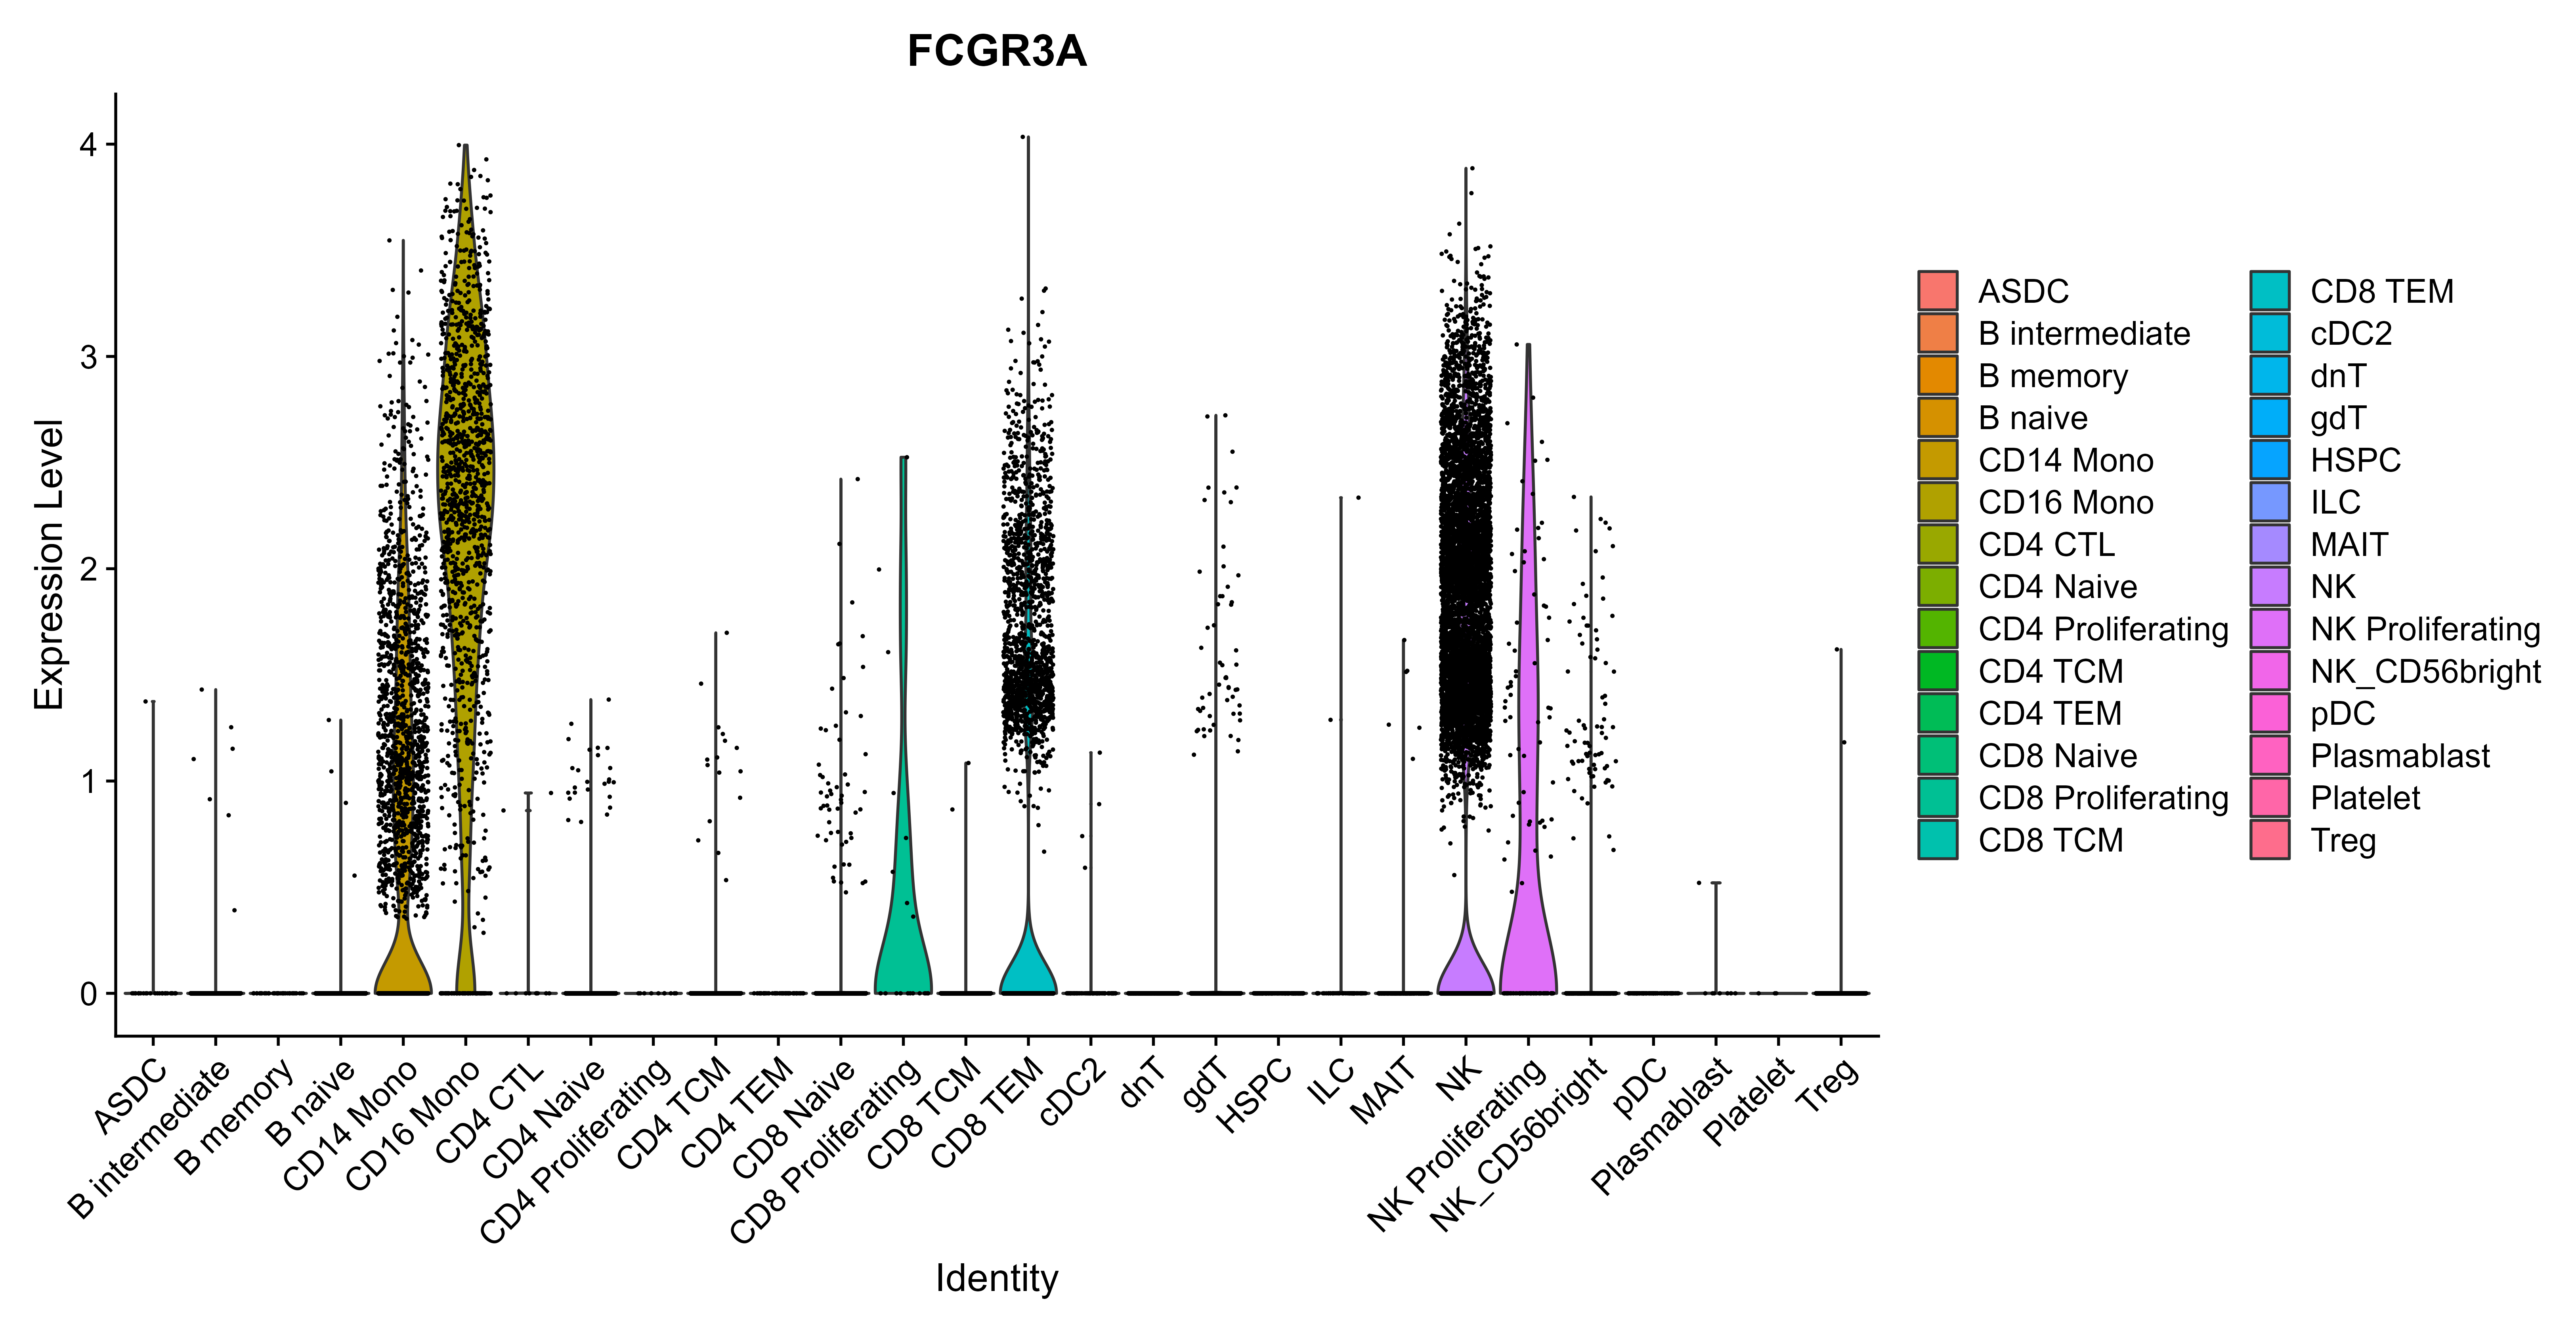 FCGR3A
Expression Level
4
3
2
1
0
ASDC
B intermediate
B memory
B naive
CD14 Mono
CD16 Mono
CD4 CTL
CD4 Naive
CD4 Proliferating
CD4 TCM
CD4 TEM
CD8 Naive
CD8 Proliferating
CD8 TCM
CD8 TEM
cDC2
dnT
gdT
HSPC
ILC
MAIT
NK
NK Proliferating
NK_CD56bright
pDC
Plasmablast
Platelet
Treg
Identity
ASDC
B intermediate
B memory
B naive
CD14 Mono
CD16 Mono
CD4 CTL
CD4 Naive
CD4 Proliferating
CD4 TCM
CD4 TEM
CD8 Naive
CD8 Proliferating
CD8 TCM
CD8 TEM
cDC2
dnT
gdT
HSPC
ILC
MAIT
NK
NK Proliferating
NK_CD56bright
pDC
Plasmablast
Platelet
Treg